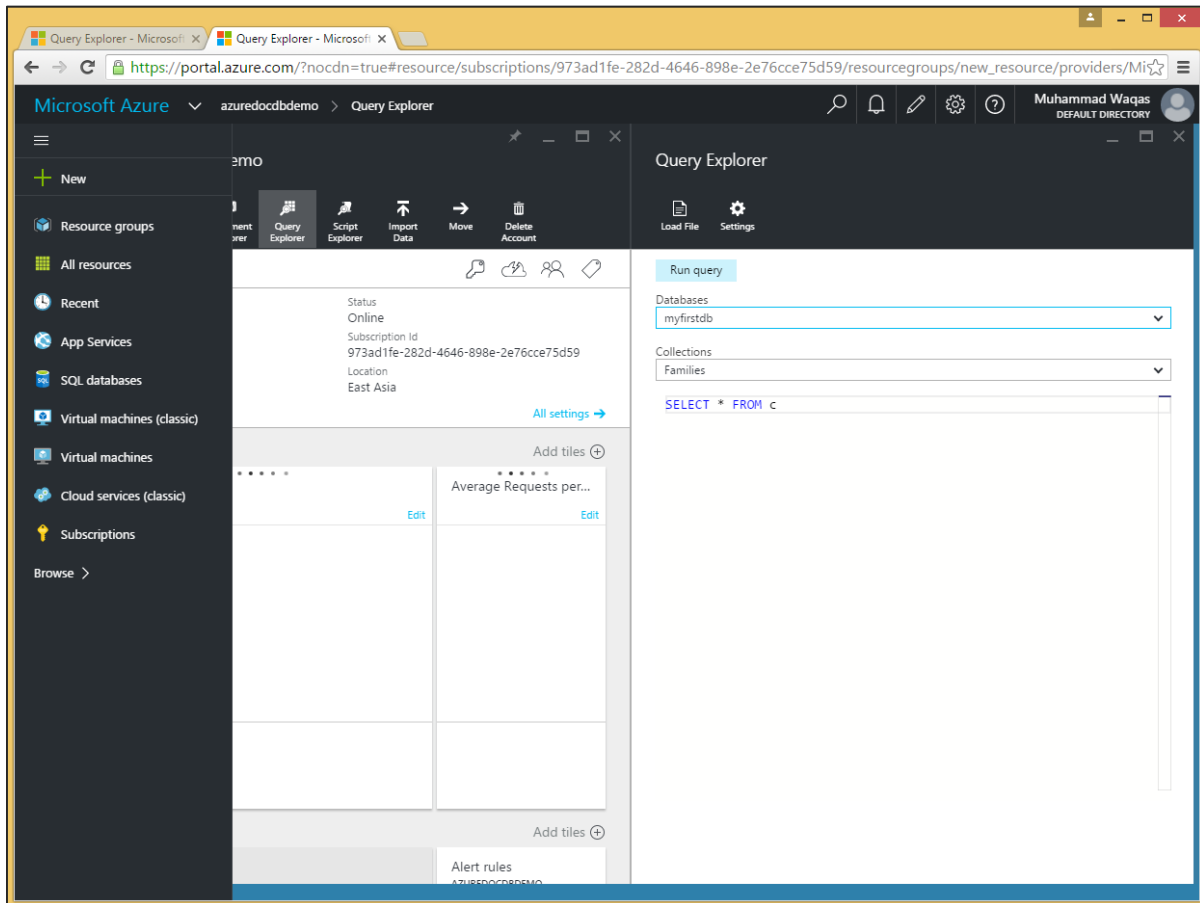 Query Explorer - Microsoft
Query Explorer - Microsoft
https://portal.azure.com/?nocdn=true#resource/subscriptions/973ad1fe-282d-4646-898e-2e76cce75d59/resourcegroups/new_resource/providers/Mi
Microsoft Azure azuredocdbdemo > Query Explorer
Muhammad Waqas
DEFAULT DIRECTORY
New
Resource groups
All resources
Recent
App Services
SQL databases
Virtual machines (classic)
Virtual machines
Cloud services (classic)
Subscriptions
Browse >
emo
Query Explorer
Script Explorer
Import Data
Move
Delete Account
Status
Online
Subscription Id
973ad1fe-282d-4646-898e-2e76cce75d59
Location
East Asia
All settings
Add tiles
Edit
Average Requests per...
Edit
Add tiles
Alert rules
AZUREDOCDBDEMO
Query Explorer
Load File
Settings
Run query
Databases
myfirstdb
Collections
Families
SELECT * FROM c